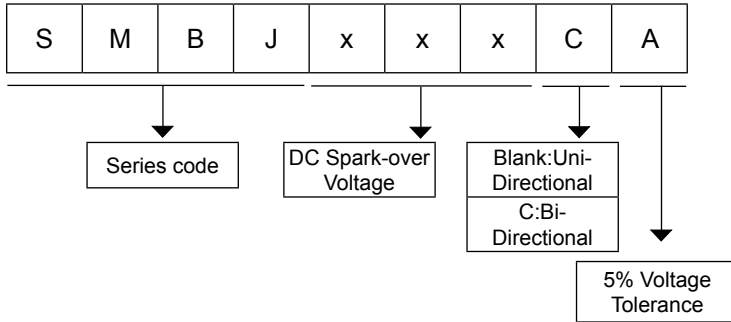 S M B J x x x C A
Series code
DC Spark-over
Voltage
Blank:Uni-
Directional
C:Bi-
Directional
5% Voltage
Tolerance